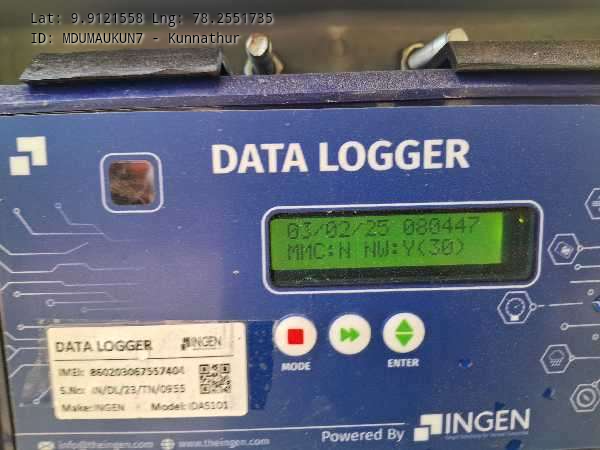 Lat: 9.9121558 Lng: 78.2551735
ID: MDUMAUKUN7 - Kunnathur
DATA LOGGER
03/02/25 080447
MMC:N NW:Y(30)
DATA LOGGER INGEN
IMEI: 860203067557404
S.No: IN/DL/23/TN/0955
Make: INGEN Model: IDAS101
MODE
ENTER
info@theingen.com www.theingen.com
Powered By INGEN